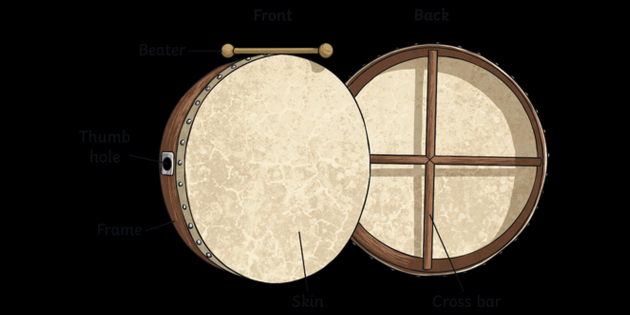 Front
Back
Beater
Thumb
hole
Frame
Skin
Cross bar